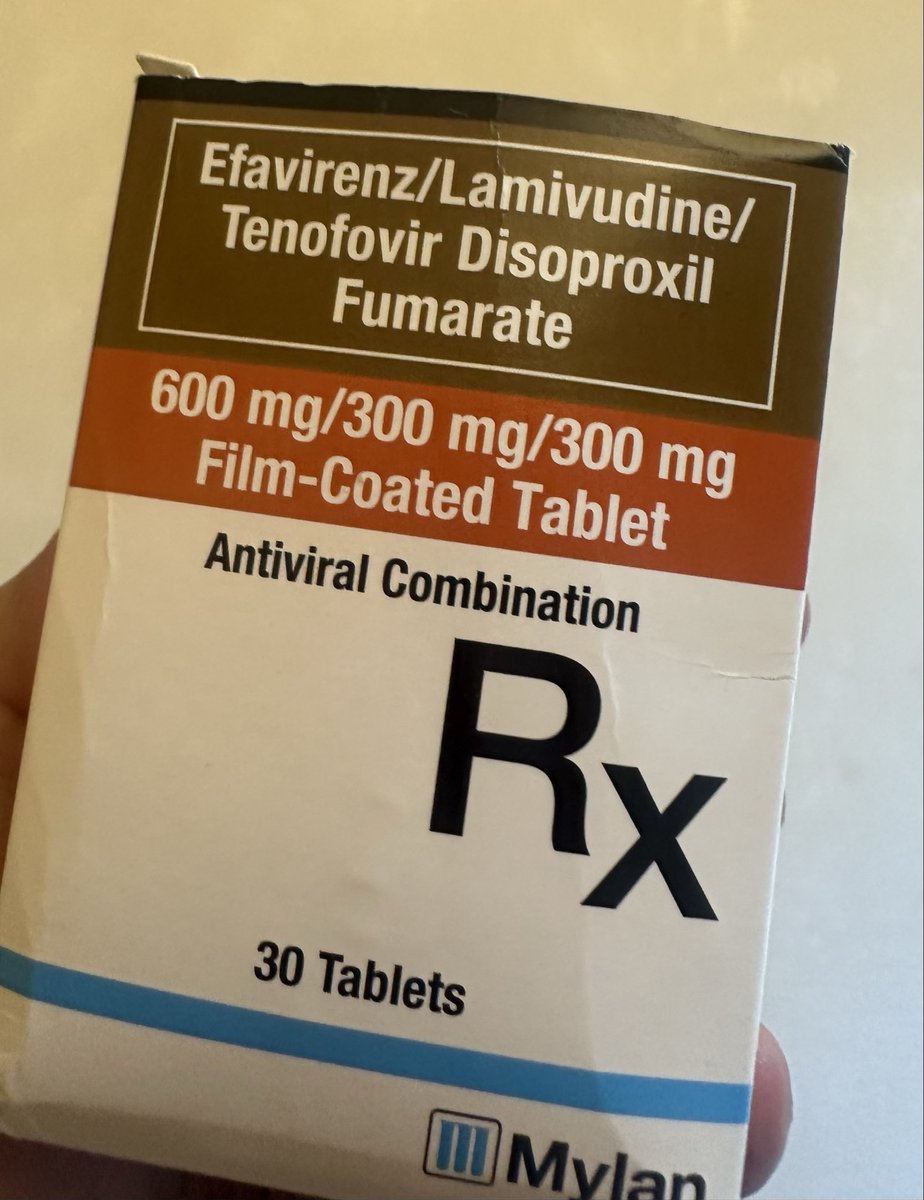 Efavirenz/Lamivudine/
Tenofovir Disoproxil
Fumarate
600 mg/300 mg/300 mg
Film-Coated Tablet
Antiviral Combination
Rx
30 Tablets
Mylan